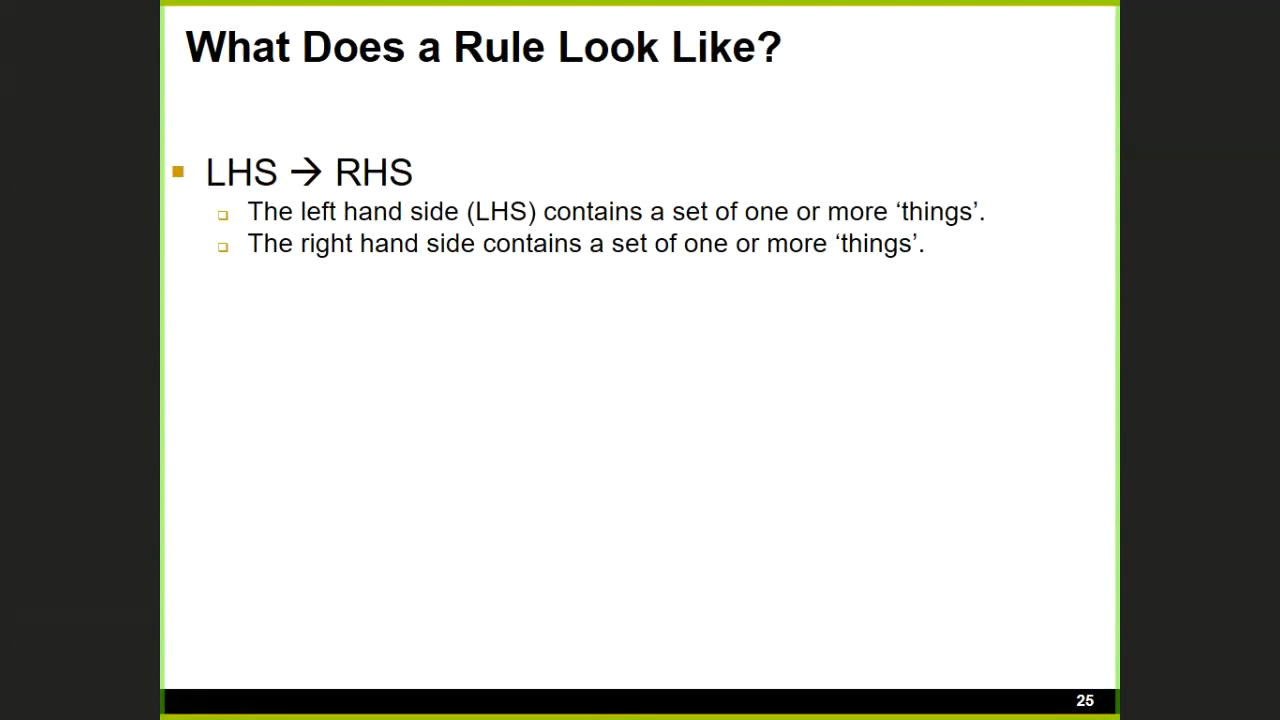 What Does a Rule Look Like?
LHS → RHS
The left hand side (LHS) contains a set of one or more ‘things’.
The right hand side contains a set of one or more ‘things’.
25